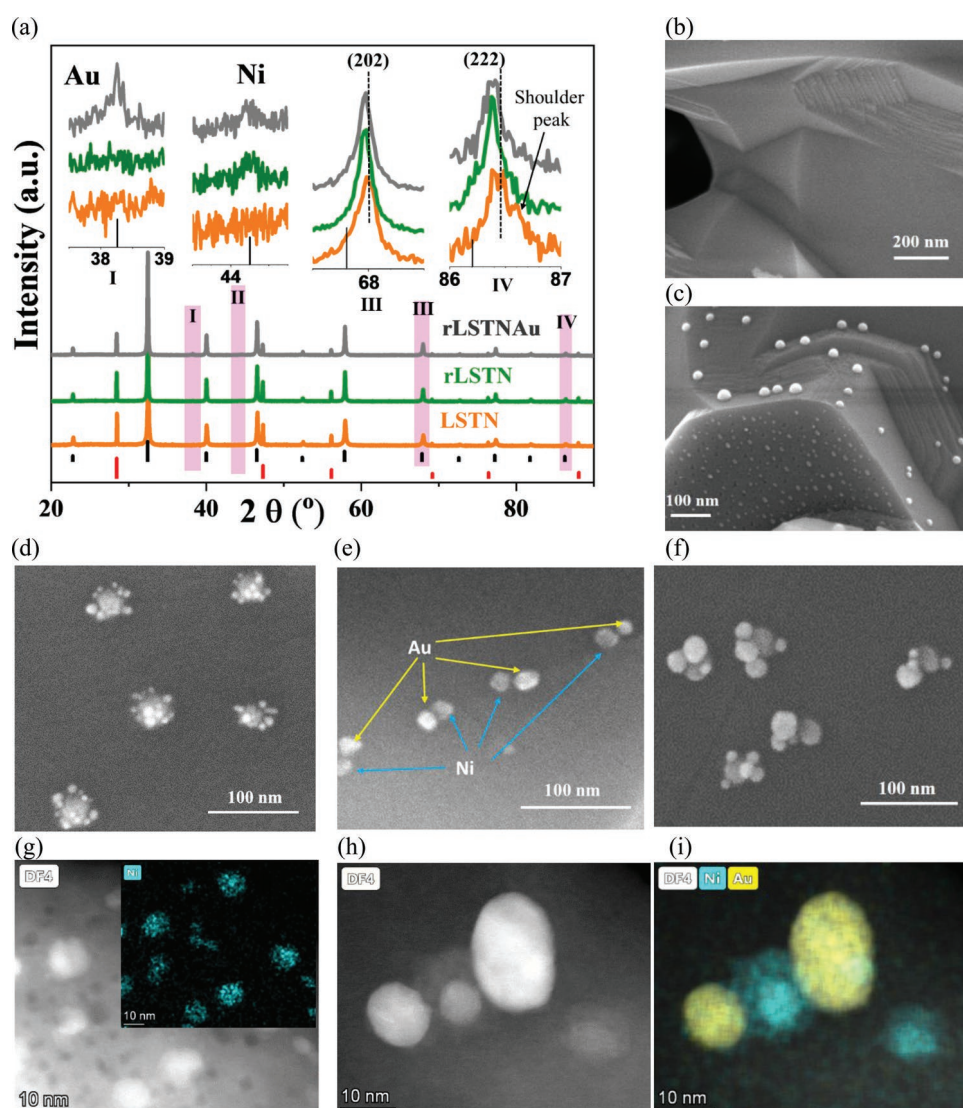 (a)
(b)
Au
Ni
(202)
(222)
Shoulder
peak
38
39
44
68
86
87
I
II
III
III
IV
IV
I
rLSTNAu
rLSTN
LSTN
Intensity (a.u.)
20
40
60
80
2 θ (º)
200 nm
(c)
100 nm
(d)
(e)
(f)
100 nm
Au
Ni
100 nm
100 nm
(g)
(h)
(i)
DF4
Ni
10 nm
10 nm
DF4
10 nm
DF4
Ni
Au
10 nm